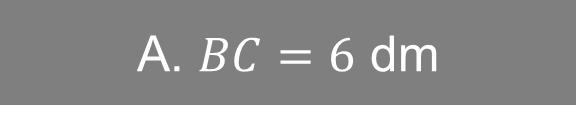 A. BC = 6 dm